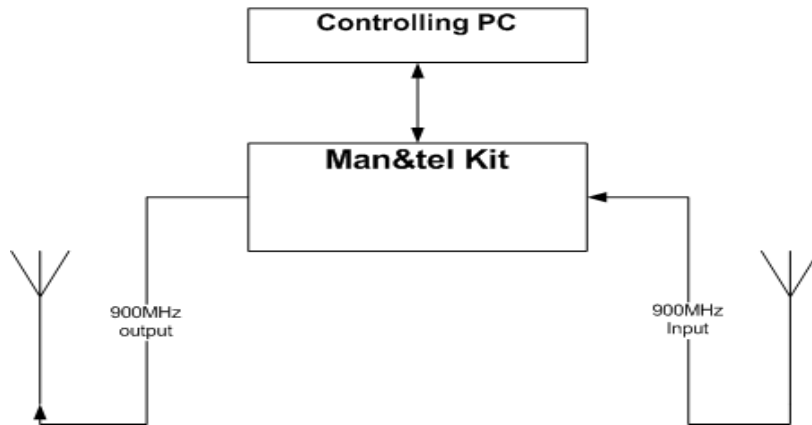 Controlling PC
Man&tel Kit
900MHz
output
900MHz
Input